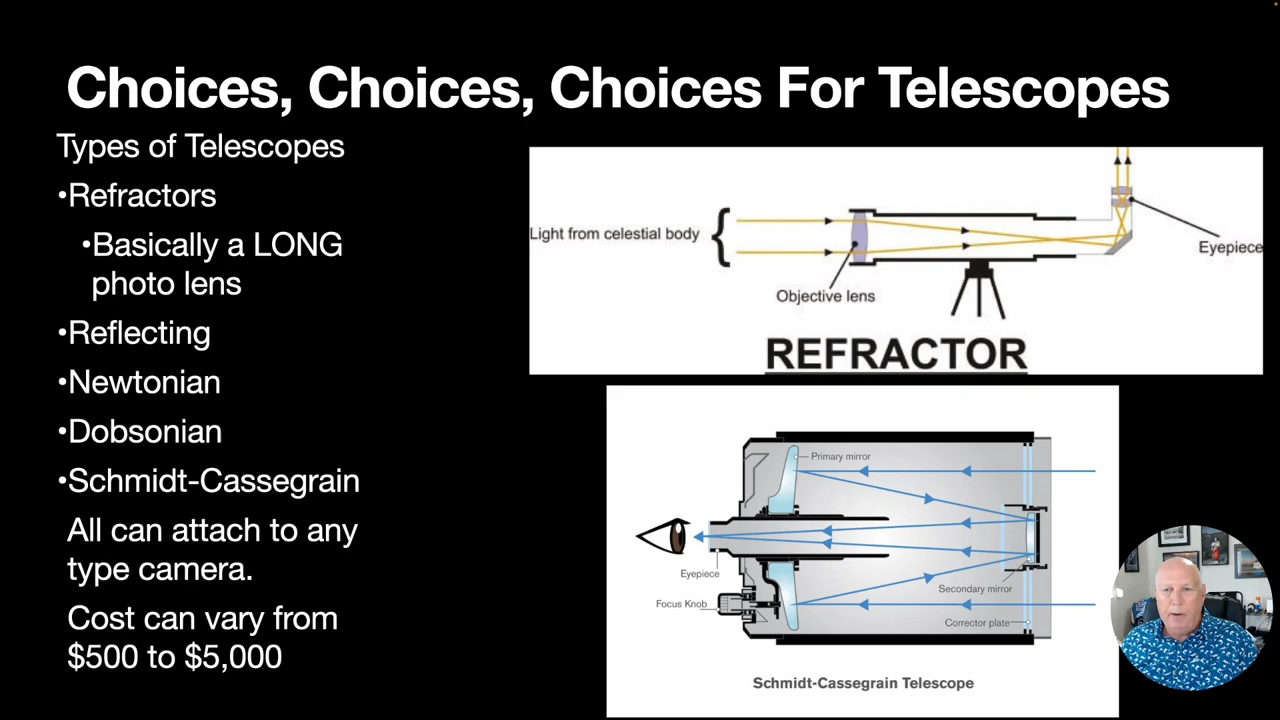 Choices, Choices, Choices For Telescopes
Types of Telescopes
•Refractors
•Basically a LONG
photo lens
•Reflecting
•Newtonian
•Dobsonian
•Schmidt-Cassegrain
All can attach to any
type camera.
Cost can vary from
$500 to $5,000
Light from celestial body
Objective lens
Eyepiece
REFRACTOR
Primary mirror
Eyepiece
Focus Knob
Secondary mirror
Corrector plate
Schmidt-Cassegrain Telescope